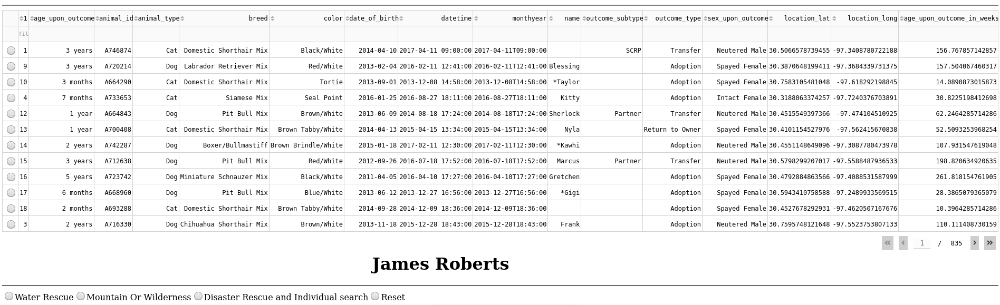 1 age_upon_outcome animal_id animal_type breed color date_of_birth datetime monthyear name outcome_subtype outcome_type sex_upon_outcome location_lat location_long age_upon_outcome_in_weeks
fil
1 3 years A746874 Cat Domestic Shorthair Mix Black/White 2014-04-10 2017-04-11 09:00:00 2017-04-11T09:00:00 SCRP Transfer Neutered Male 30.5066578739455 -97.3408780722188 156.767857142857
9 3 years A720214 Dog Labrador Retriever Mix Red/White 2013-02-04 2016-02-11 12:41:00 2016-02-11T12:41:00 Blessing Adoption Spayed Female 30.3870648199411 -97.3684339731375 157.504067460317
10 3 months A664290 Cat Domestic Shorthair Mix Tortie 2013-09-01 2013-12-08 14:58:00 2013-12-08T14:58:00 *Taylor Adoption Spayed Female 30.7583105481048 -97.618292198845 14.0890873015873
4 7 months A733653 Cat Siamese Mix Seal Point 2016-01-25 2016-08-27 18:11:00 2016-08-27T18:11:00 Kitty Adoption Intact Female 30.3188063374257 -97.7240376703891 30.8225198412698
12 1 year A664843 Dog Pit Bull Mix Brown/White 2013-06-09 2014-08-18 17:24:00 2014-08-18T17:24:00 Sherlock Partner Transfer Neutered Male 30.4515549397366 -97.474104510925 62.2464285714286
13 1 year A700408 Cat Domestic Shorthair Mix Brown Tabby/White 2014-04-13 2015-04-15 13:34:00 2015-04-15T13:34:00 Nyla Return to Owner Spayed Female 30.4101154527976 -97.562415670838 52.5093253968254
14 2 years A742287 Dog Boxer/Bullmastiff Brown Brindle/White 2015-01-18 2017-02-11 12:30:00 2017-02-11T12:30:00 *Kawhi Adoption Neutered Male 30.4551148649096 -97.3087780473978 107.931547619048
15 3 years A712638 Dog Pit Bull Mix Red/White 2012-09-26 2016-07-18 17:52:00 2016-07-18T17:52:00 Marcus Partner Transfer Neutered Male 30.5798299207017 -97.5588487936533 198.820634920635
16 5 years A723742 Dog Miniature Schnauzer Mix Black/White 2011-04-05 2016-04-10 17:27:00 2016-04-10T17:27:00 Gretchen Adoption Spayed Female 30.4792884863566 -97.4088531587999 261.818154761905
17 6 months A668960 Dog Pit Bull Mix Blue/White 2013-06-12 2013-12-27 16:56:00 2013-12-27T16:56:00 *Gigi Adoption Spayed Female 30.5943410758588 -97.2489933569515 28.3865079365079
18 2 months A693288 Cat Domestic Shorthair Mix Brown Tabby/White 2014-09-28 2014-12-09 18:36:00 2014-12-09T18:36:00 Adoption Spayed Female 30.4527678292931 -97.4620507167676 10.3964285714286
3 2 years A716330 Dog Chihuahua Shorthair Mix Brown/White 2013-11-18 2015-12-28 18:43:00 2015-12-28T18:43:00 Frank Adoption Neutered Male 30.7595748121648 -97.5523753807133 110.111408730159
« ‹ 1 / 835 › »
James Roberts
Water Rescue Mountain Or Wilderness Disaster Rescue and Individual search Reset